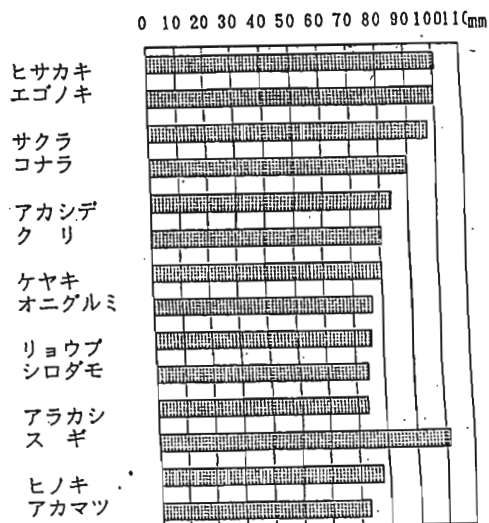 0 10 20 30 40 50 60 70 80 90 100 110mm
ヒサカキ
エゴノキ
サクラ
コナラ
アカシデ
ク リ
ケヤキ
オニグルミ
リョウブ
シロダモ
アラカシ
ス ギ
ヒノキ
アカマツ